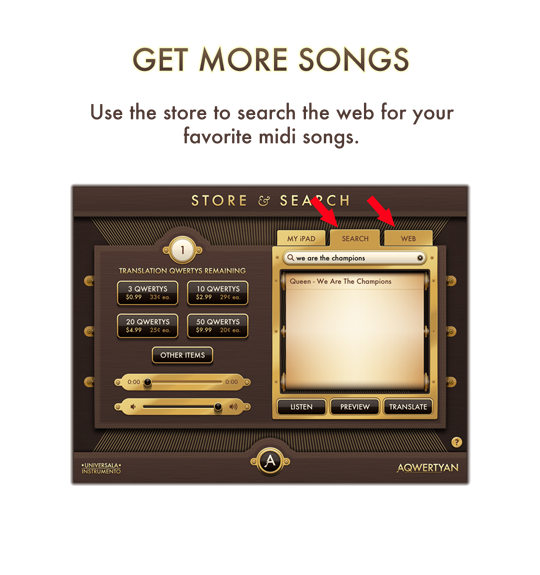 GET MORE SONGS
Use the store to search the web for your
favorite midi songs.
STORE & SEARCH
MY iPAD
SEARCH
WEB
1
we are the champions
TRANSLATION QWERTYS REMAINING
Queen - We Are The Champions
3 QWERTYS
$0.99 33¢ ea.
10 QWERTYS
$2.99 29¢ ea.
20 QWERTYS
$4.99 25¢ ea.
50 QWERTYS
$9.99 20¢ ea.
OTHER ITEMS
0:00
0:00
LISTEN
PREVIEW
TRANSLATE
?
A
•UNIVERSALA•
INSTRUMENTO
AQWERTYAN